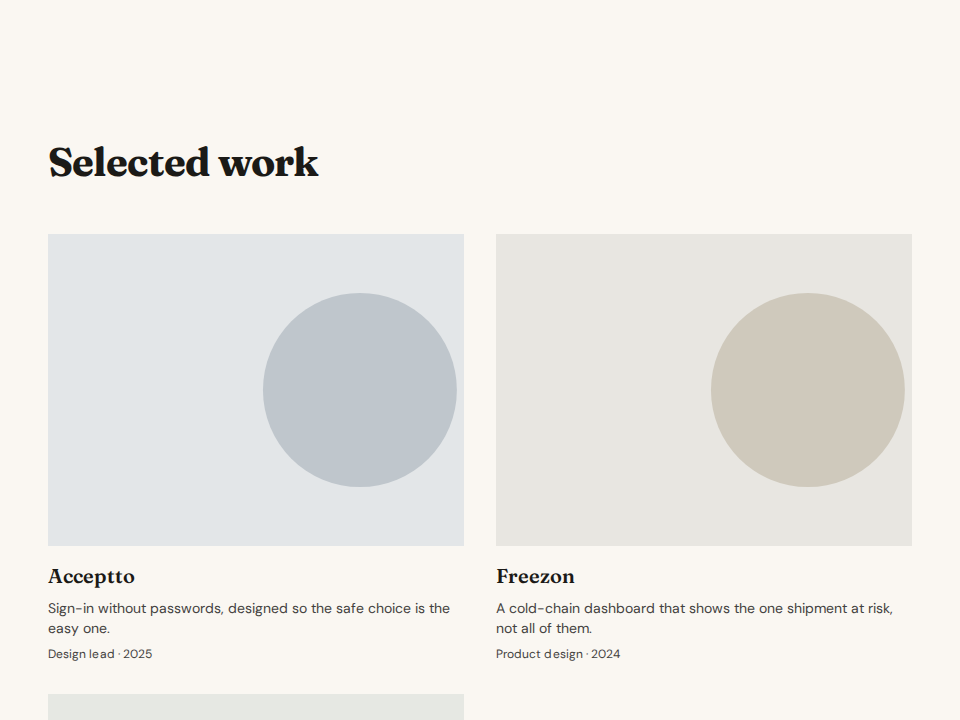 Selected work
Acceptto
Sign-in without passwords, designed so the safe choice is the
easy one.
Design lead · 2025
Freezon
A cold-chain dashboard that shows the one shipment at risk,
not all of them.
Product design · 2024